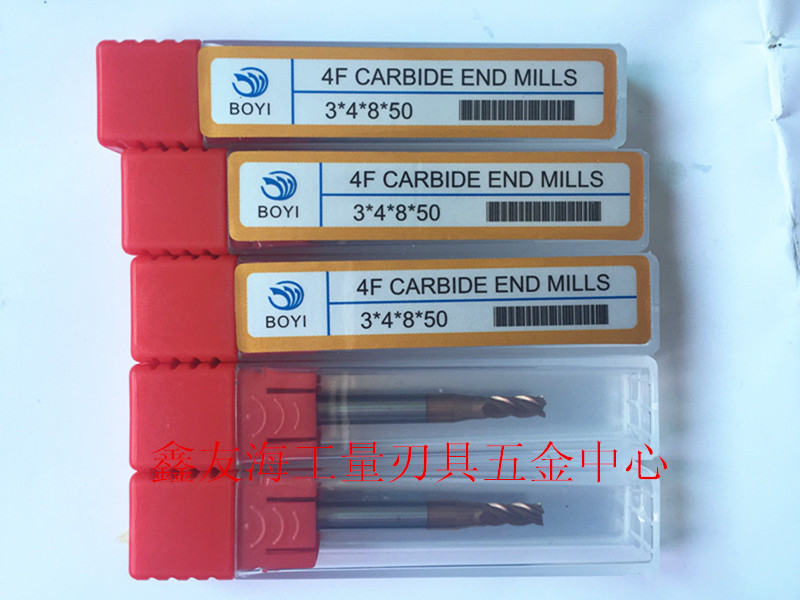 4F CARBIDE END MILLS
BOYI
3*4*8*50
4F CARBIDE END MILLS
BOYI
3*4*8*50
4F CARBIDE END MILLS
BOYI
3*4*8*50
鑫友海工量刃具五金中心